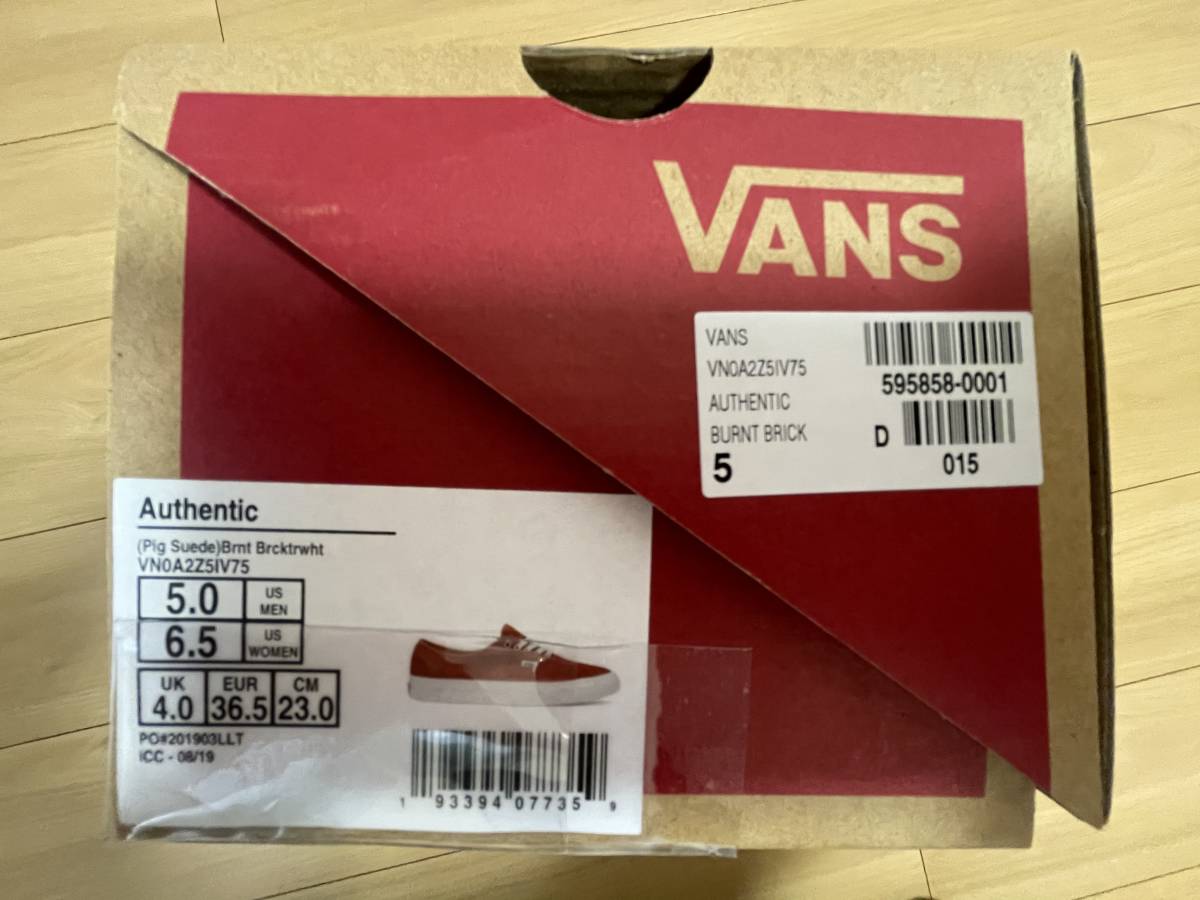 VANS
VANS
VN0A2Z5IV75
AUTHENTIC
BURNT BRICK
5
595858-0001
D
015
Authentic
(Pig Suede)Brnt Brcktrwht
VN0A2Z5IV75
5.0 US MEN
6.5 US WOMEN
UK EUR CM
4.0 36.5 23.0
PO#201903LLT
ICC - 08/19
1 93394 07735 9